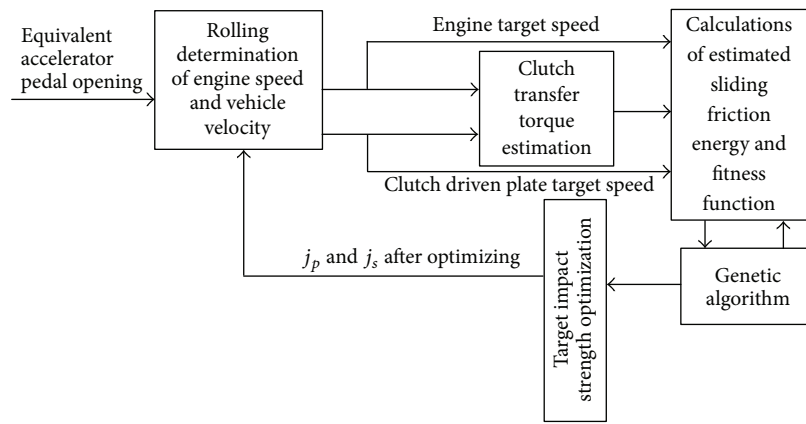 Equivalent
accelerator
pedal opening
Rolling
determination
of engine speed
and vehicle
velocity
Engine target speed
Clutch
transfer
torque
estimation
Clutch driven plate target speed
Calculations
of estimated
sliding
friction
energy and
fitness
function
Genetic
algorithm
Target impact
strength optimization
j_p and j_s after optimizing